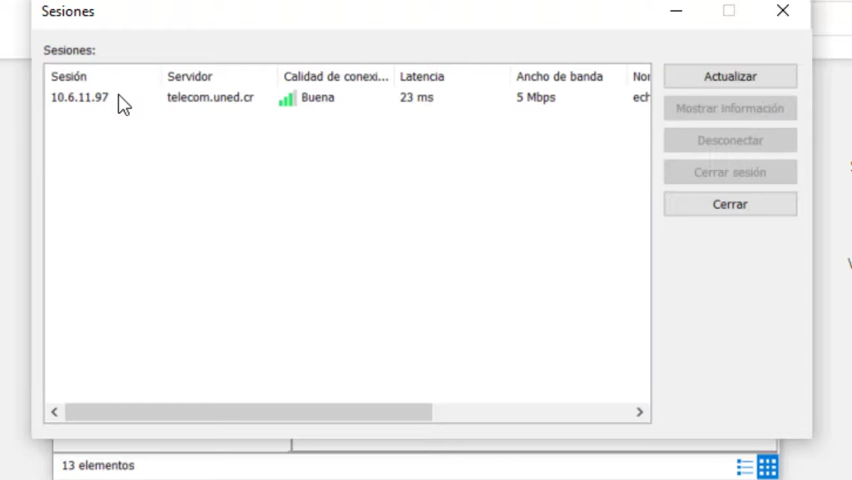 Sesiones
Sesiones:
Sesión Servidor Calidad de conexi... Latencia Ancho de banda
10.6.11.97 telecom.uned.cr Buena 23 ms 5 Mbps
Actualizar
Mostrar información
Desconectar
Cerrar sesión
Cerrar
13 elementos